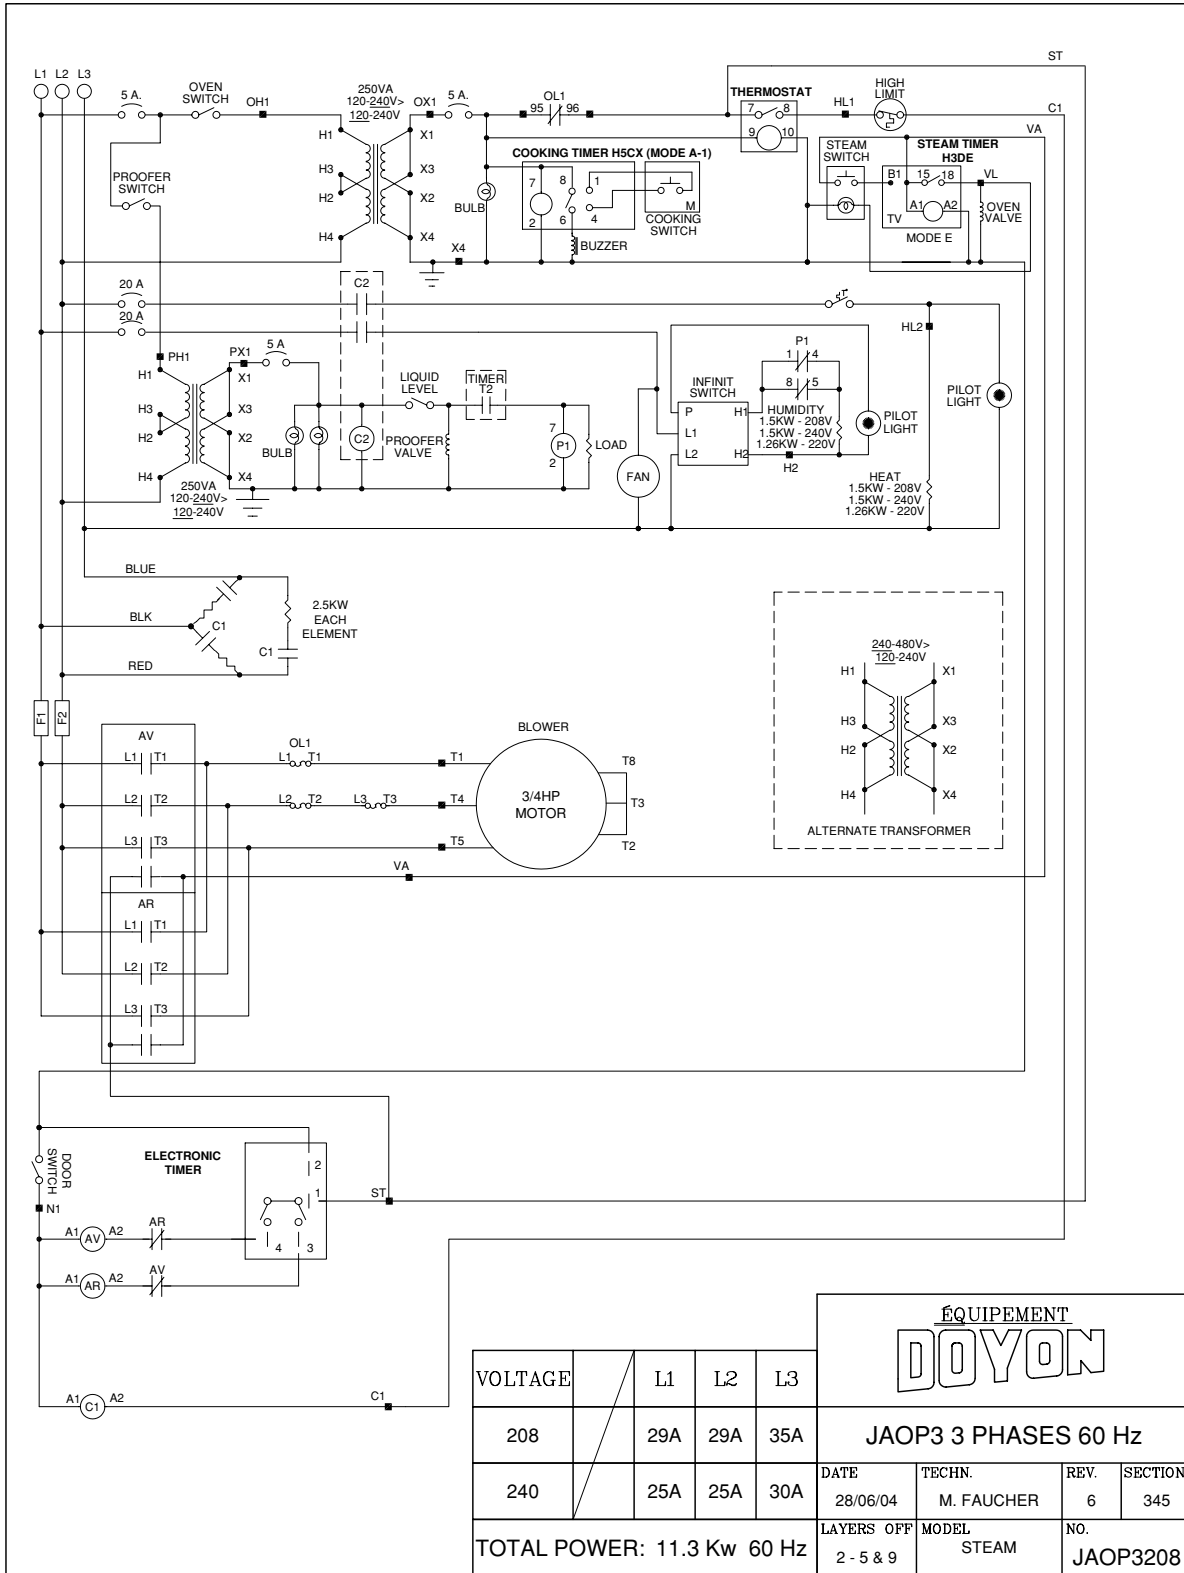 ST
L1 L2 L3
5 A.
OVEN
SWITCH
OH1
250VA
120-240V>
120-240V
OX1
5 A.
OL1
95 96
THERMOSTAT
7 8
9 10
HL1
HIGH
LIMIT
C1
VA
H1
H3
H2
H4
X1
X3
X2
X4
PROOFER
SWITCH
BULB
COOKING TIMER H5CX (MODE A-1)
7
2
8
6
1
4
M
COOKING
SWITCH
BUZZER
X4
STEAM
SWITCH
STEAM TIMER
H3DE
B1
15 18
A1 A2
TV
MODE E
VL
OVEN
VALVE
20 A
20 A
C2
HL2
PH1
PX1
5 A
H1
H3
H2
H4
X1
X3
X2
X4
250VA
120-240V>
120-240V
BULB
C2
LIQUID
LEVEL
PROOFER
VALVE
TIMER
T2
7
P1
2
LOAD
FAN
INFINIT
SWITCH
P
L1
L2
H1
H2
P1
1 4
8 5
HUMIDITY
1.5KW - 208V
1.5KW - 240V
1.26KW - 220V
H2
PILOT
LIGHT
PILOT
LIGHT
HEAT
1.5KW - 208V
1.5KW - 240V
1.26KW - 220V
BLUE
BLK
RED
C1
C1
2.5KW
EACH
ELEMENT
240-480V>
120-240V
H1
H3
H2
H4
X1
X3
X2
X4
ALTERNATE TRANSFORMER
F1
F2
AV
L1 T1
L2 T2
L3 T3
OL1
L1 T1
L2 T2 L3 T3
T1
T4
T5
BLOWER
3/4HP
MOTOR
T8
T3
T2
VA
AR
L1 T1
L2 T2
L3 T3
DOOR
SWITCH
N1
ELECTRONIC
TIMER
2
1
4 3
ST
A1 AV A2 AR
A1 AR A2 AV
A1 C1 A2
C1
VOLTAGE L1 L2 L3
208 29A 29A 35A
240 25A 25A 30A
TOTAL POWER: 11.3 Kw 60 Hz
ÉQUIPEMENT
DOYON
JAOP3 3 PHASES 60 Hz
DATE TECHN. REV. SECTION
28/06/04 M. FAUCHER 6 345
LAYERS OFF MODEL NO.
2 - 5 & 9 STEAM JAOP3208